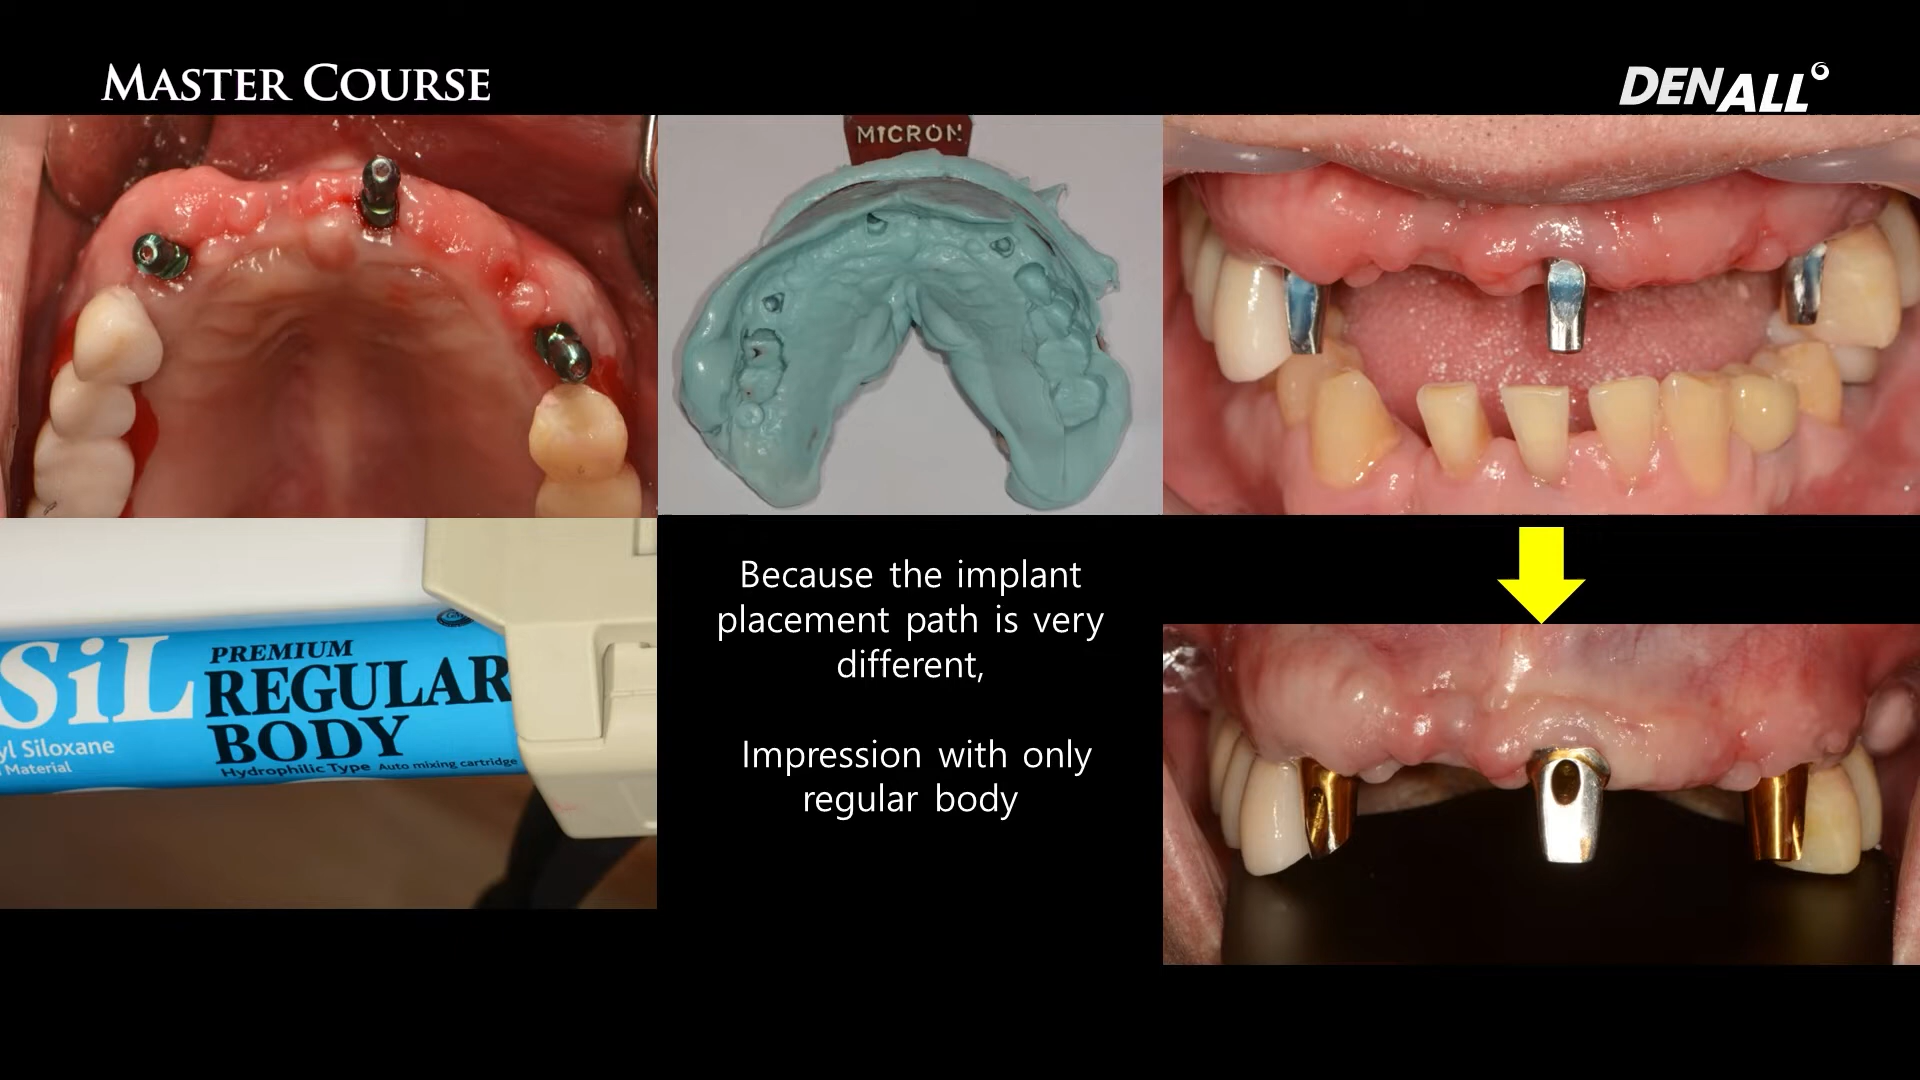 MASTER COURSE
DENALL
MICRON
SiL PREMIUM
REGULAR
BODY
yl Siloxane
Material
Hydrophilic Type Auto mixing cartridge
Because the implant
placement path is very
different,
Impression with only
regular body